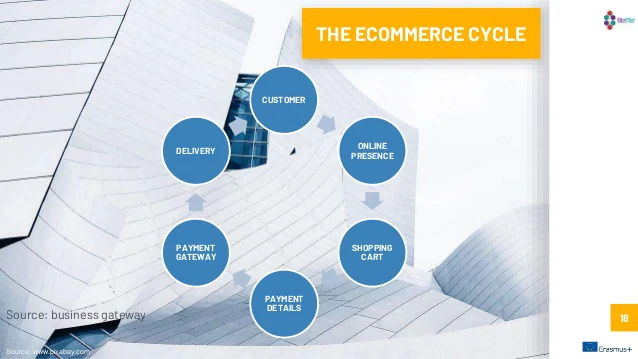 THE ECOMMERCE CYCLE
CUSTOMER
ONLINE
PRESENCE
SHOPPING
CART
PAYMENT
DETAILS
PAYMENT
GATEWAY
DELIVERY
Source: business gateway
Source: www.pixabay.com
18
Erasmus+